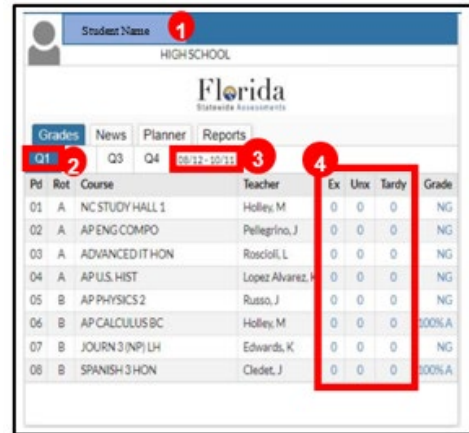 Student Name 1
HIGH SCHOOL
Florida
Statewide Assessments
Grades News Planner Reports
Q1 2 Q3 Q4 08/12 - 10/11 3 4
Pd Rot Course Teacher Ex Unx Tardy Grade
01 A NC STUDY HALL 1 Holley, M 0 0 0 NG
02 A AP ENG COMPO Pellegrino, J 0 0 0 NG
03 A ADVANCED IT HON Roscioli, L 0 0 0 NG
04 A AP U.S. HIST Lopez Alvarez, 0 0 0 NG
05 B AP PHYSICS 2 Russo, J 0 0 0 NG
06 B AP CALCULUS BC Holley, M 0 0 0 100% A
07 B JOURN 3 (NP) LH Edwards, K 0 0 0 NG
08 B SPANISH 3 HON Cledet, J 0 0 0 100% A